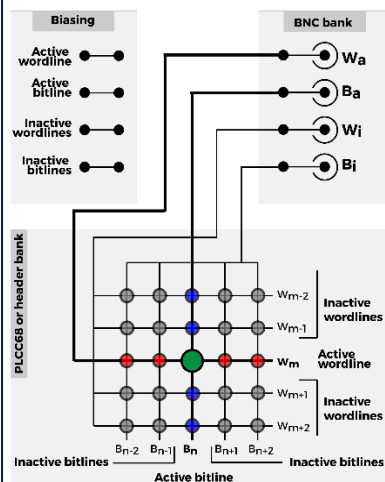 Biasing
BNC bank
Active
wordline
Wa
Active
bitline
Ba
Inactive
wordlines
Wi
Inactive
bitlines
Bi
PLCC68 or header bank
Wm-2
Inactive
wordlines
Wm-1
Wm
Active
wordline
Wm+1
Inactive
wordlines
Wm+2
Bn-2 Bn-1 Bn Bn+1 Bn+2
Inactive bitlines
Inactive bitlines
Active bitline